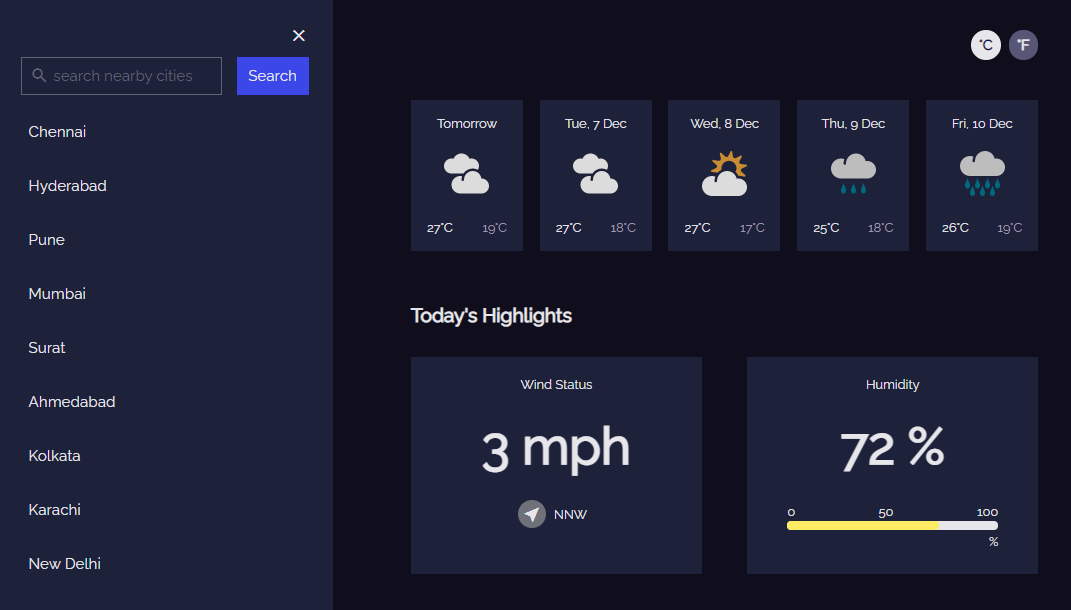 ×
search nearby cities
Search
Chennai
Hyderabad
Pune
Mumbai
Surat
Ahmedabad
Kolkata
Karachi
New Delhi
°C °F
Tomorrow
27°C 19°C
Tue, 7 Dec
27°C 18°C
Wed, 8 Dec
27°C 17°C
Thu, 9 Dec
25°C 18°C
Fri, 10 Dec
26°C 19°C
Today's Highlights
Wind Status
3 mph
NNW
Humidity
72 %
0 50 100
%